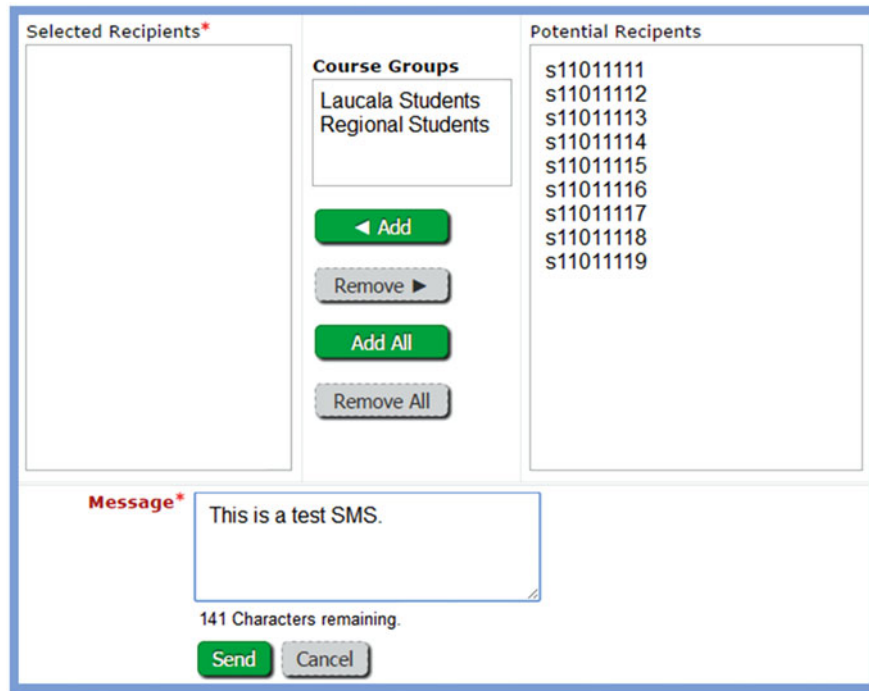 Selected Recipients*
Course Groups
Laucala Students
Regional Students
◄ Add
Remove ►
Add All
Remove All
Potential Recipents
s11011111
s11011112
s11011113
s11011114
s11011115
s11011116
s11011117
s11011118
s11011119
Message*
This is a test SMS.
141 Characters remaining.
Send Cancel